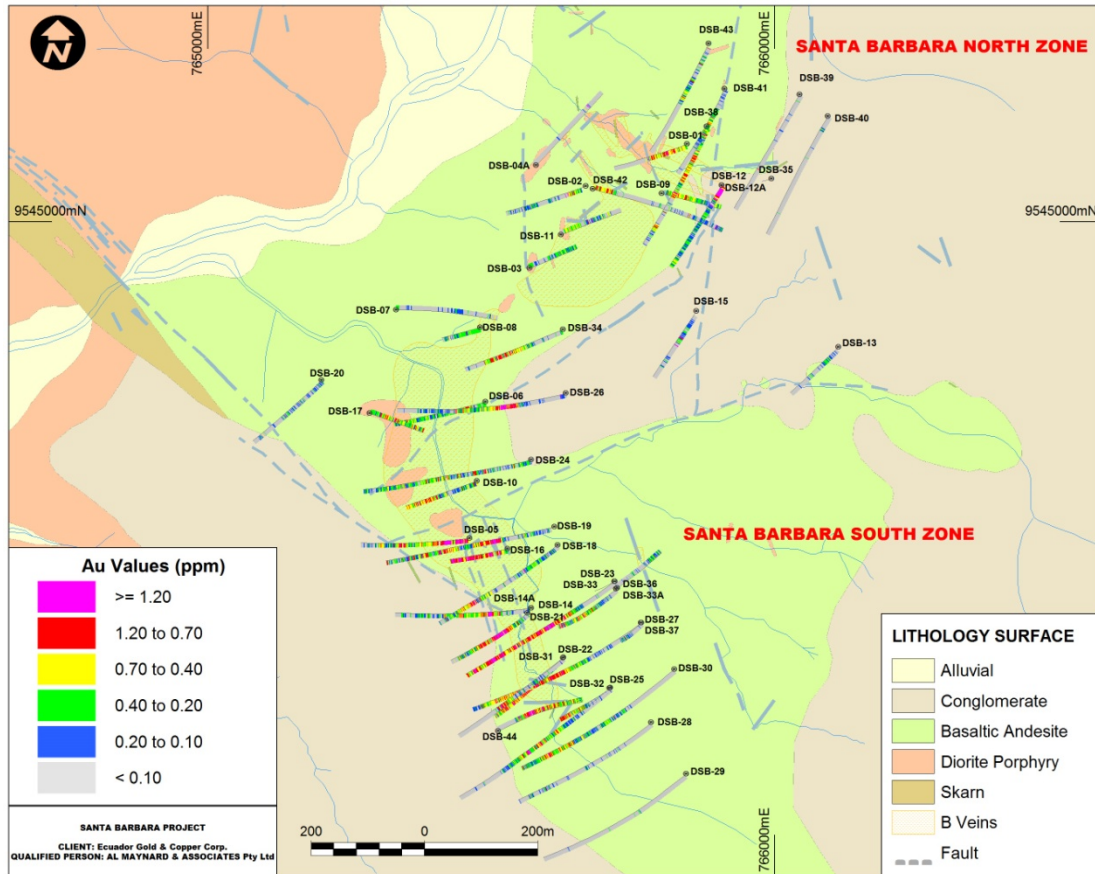 765000mE
766000mE
N
SANTA BARBARA NORTH ZONE
DSB-43
DSB-41
DSB-39
DSB-40
DSB-38
DSB-01
DSB-04A
DSB-02
DSB-42
DSB-09
DSB-12
DSB-12A
DSB-35
9545000mN
9545000mN
DSB-11
DSB-03
DSB-07
DSB-08
DSB-34
DSB-15
DSB-13
DSB-20
DSB-17
DSB-06
DSB-26
DSB-24
DSB-10
DSB-05
DSB-19
SANTA BARBARA SOUTH ZONE
DSB-16
DSB-18
DSB-23
DSB-33
DSB-36
DSB-33A
DSB-14A
DSB-14
DSB-21
DSB-27
DSB-37
DSB-31
DSB-22
DSB-30
DSB-32
DSB-25
DSB-28
DSB-44
DSB-29
766000mE
200
0
200m
Au Values (ppm)
>= 1.20
1.20 to 0.70
0.70 to 0.40
0.40 to 0.20
0.20 to 0.10
< 0.10
SANTA BARBARA PROJECT
CLIENT: Ecuador Gold & Copper Corp.
QUALIFIED PERSON: AL MAYNARD & ASSOCIATES Pty Ltd
LITHOLOGY SURFACE
Alluvial
Conglomerate
Basaltic Andesite
Diorite Porphyry
Skarn
B Veins
Fault